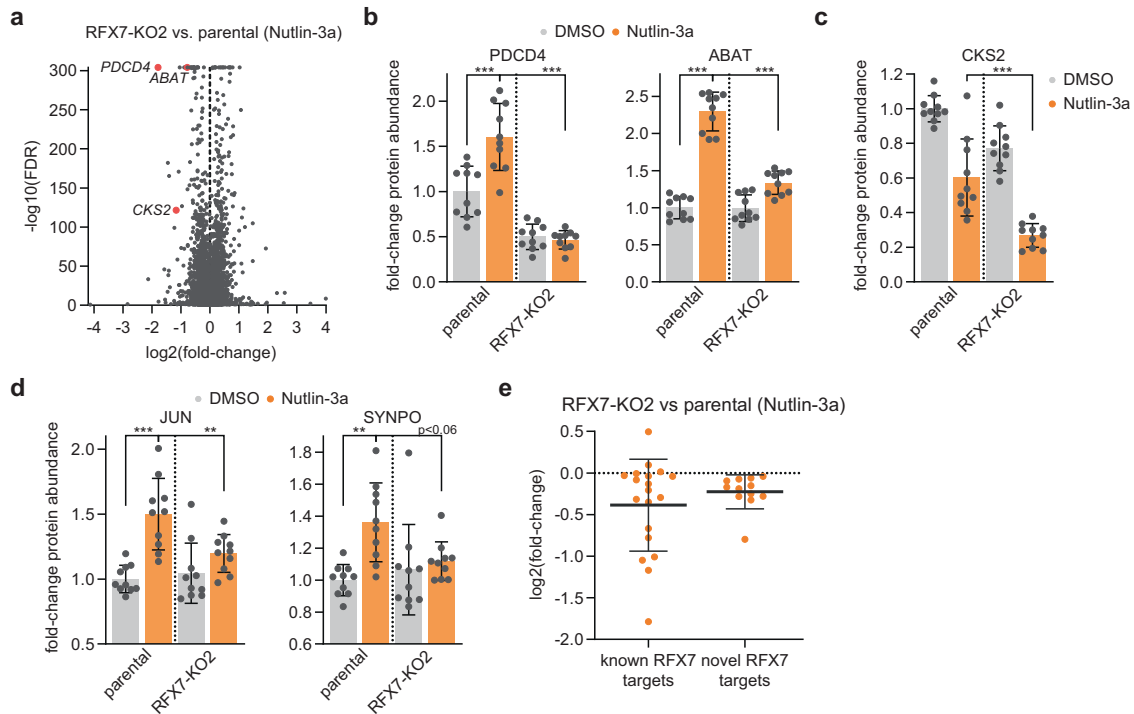 a
RFX7-KO2 vs. parental (Nutlin-3a)
PDCD4
ABAT
CKS2
-log10(FDR)
300
250
200
150
100
50
0
-4 -3 -2 -1 0 1 2 3 4
log2(fold-change)
b
DMSO Nutlin-3a
PDCD4
*** ***
fold-change protein abundance
2.0
1.5
1.0
0.5
0.0
parental
RFX7-KO2
ABAT
*** ***
2.5
2.0
1.5
1.0
0.5
0.0
parental
RFX7-KO2
c
CKS2
***
DMSO
Nutlin-3a
fold-change protein abundance
1.2
1.0
0.8
0.6
0.4
0.2
0.0
parental
RFX7-KO2
d
DMSO Nutlin-3a
JUN
*** **
fold-change protein abundance
2.0
1.5
1.0
0.5
parental
RFX7-KO2
SYNPO
** p<0.06
1.8
1.6
1.4
1.2
1.0
0.8
0.6
parental
RFX7-KO2
e
RFX7-KO2 vs parental (Nutlin-3a)
log2(fold-change)
0.5
0.0
-0.5
-1.0
-1.5
-2.0
known RFX7 novel RFX7
targets targets